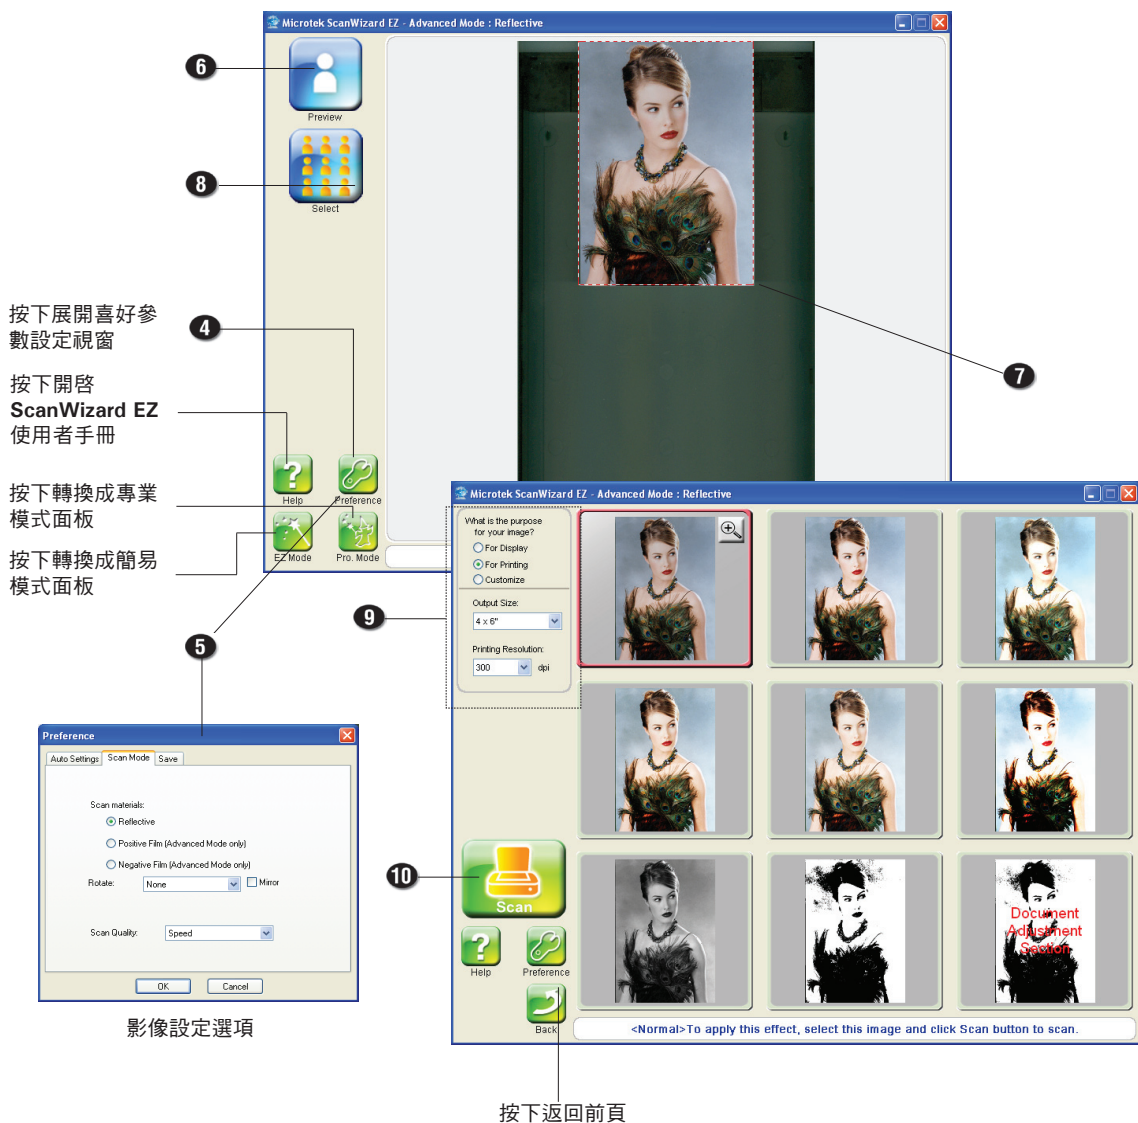 Microtek ScanWizard EZ - Advanced Mode : Reflective
6
Preview
8
Select
按下展開喜好參
數設定視窗
4
按下開啓
ScanWizard EZ
使用者手冊
7
Help
Preference
按下轉換成專業
模式面板
EZ Mode
Pro. Mode
按下轉換成簡易
模式面板
5
Microtek ScanWizard EZ - Advanced Mode : Reflective
What is the purpose
for your image?
For Display
For Printing
Customize
9
Output Size:
4 x 6"
Printing Resolution:
300
dpi
Preference
Auto Settings
Scan Mode
Save
Scan materials:
Reflective
Positive Film (Advanced Mode only)
Negative Film (Advanced Mode only)
Rotate:
None
Mirror
Scan Quality:
Speed
OK
Cancel
影像設定選項
10
Scan
Help
Preference
Back
Document
Adjustment
Section
<Normal>To apply this effect, select this image and click Scan button to scan.
按下返回前頁